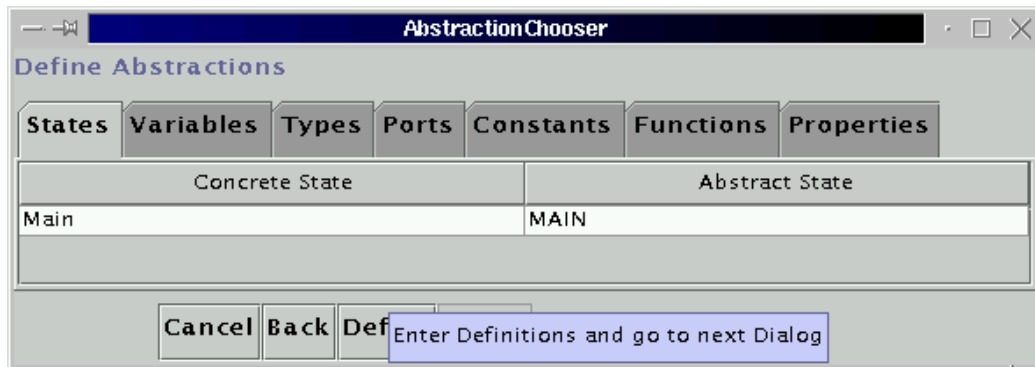 AbstractionChooser
Define Abstractions
States Variables Types Ports Constants Functions Properties
Concrete State Abstract State
Main MAIN
Cancel Back Def
Enter Definitions and go to next Dialog